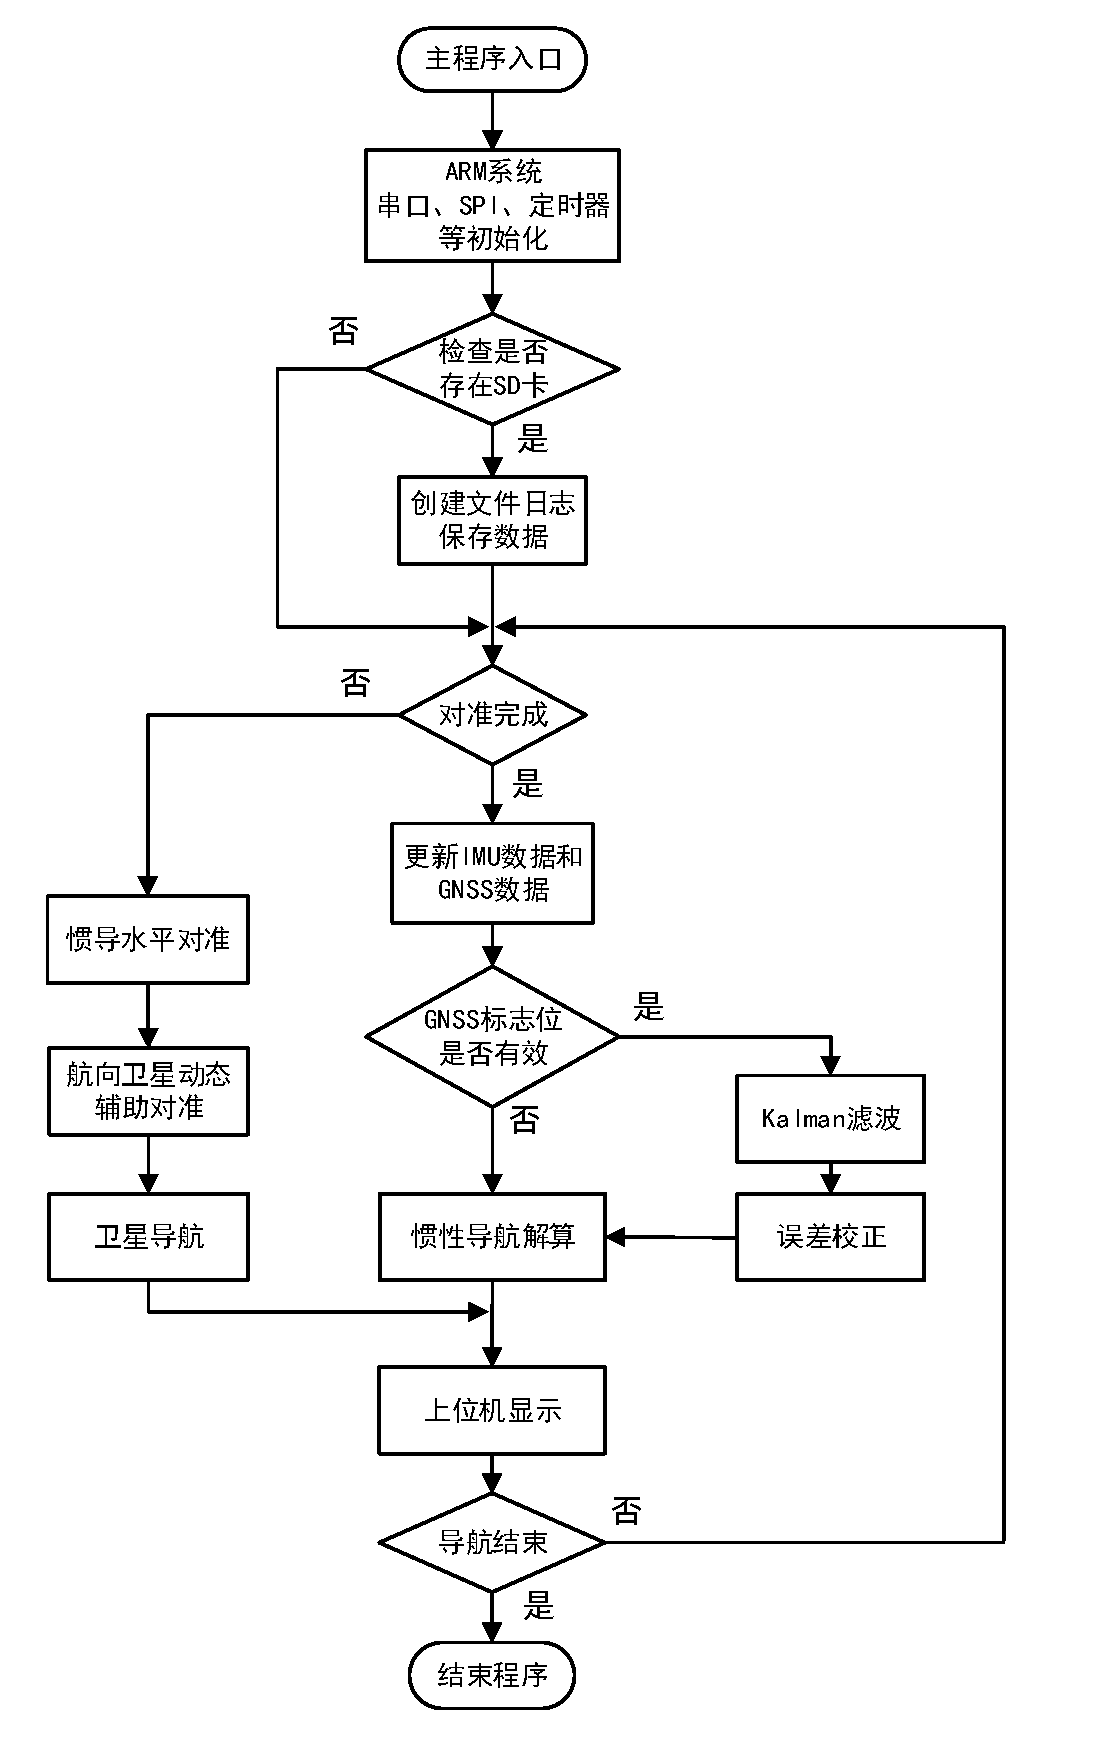 主程序入口
ARM系统
串口、SPI、定时器
等初始化
否
检查是否
存在SD卡
是
创建文件日志
保存数据
否
对准完成
是
更新IMU数据和
GNSS数据
惯导水平对准
GNSS标志位
是否有效
是
否
航向卫星动态
辅助对准
Kalman滤波
卫星导航
惯性导航解算
误差校正
上位机显示
导航结束
否
是
结束程序